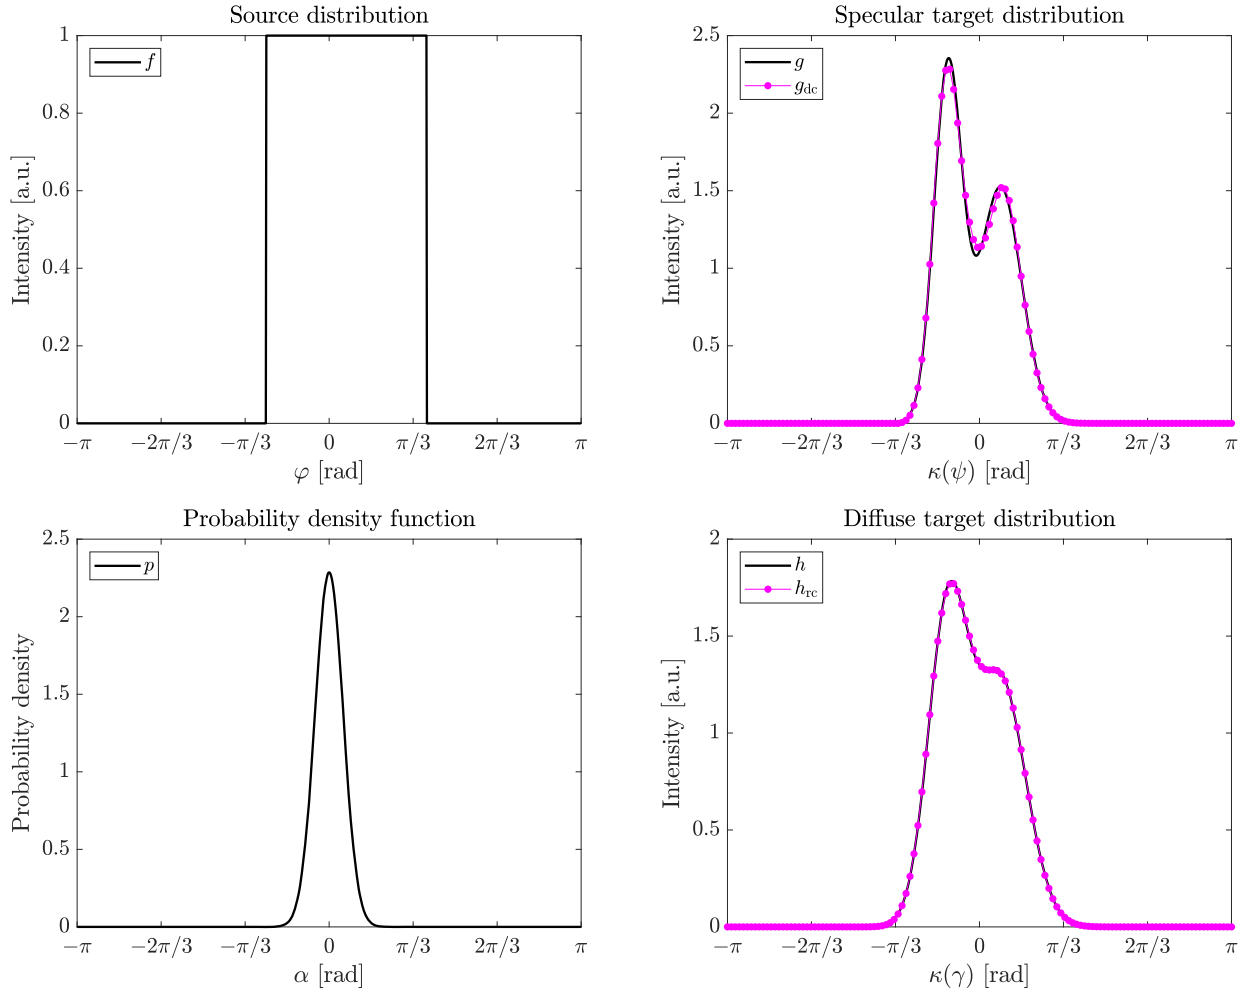 Source distribution
f
Intensity [a.u.]
1
0.8
0.6
0.4
0.2
0
−π −2π/3 −π/3 0 π/3 2π/3 π
φ [rad]
Specular target distribution
g
g_dc
Intensity [a.u.]
2.5
2
1.5
1
0.5
0
−π −2π/3 −π/3 0 π/3 2π/3 π
κ(ψ) [rad]
Probability density function
p
Probability density
2.5
2
1.5
1
0.5
0
−π −2π/3 −π/3 0 π/3 2π/3 π
α [rad]
Diffuse target distribution
h
h_rc
Intensity [a.u.]
2
1.5
1
0.5
0
−π −2π/3 −π/3 0 π/3 2π/3 π
κ(γ) [rad]